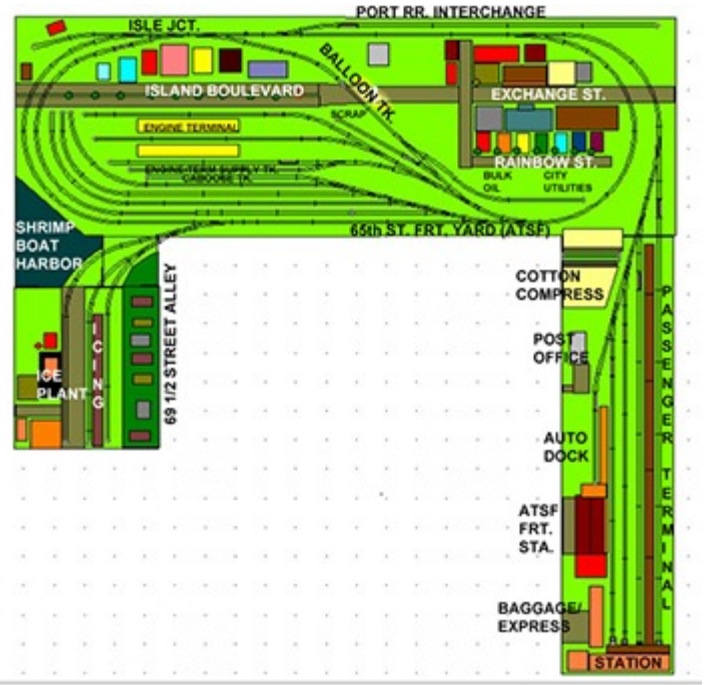 PORT RR. INTERCHANGE
ISLE JCT.
BALLOON TK.
ISLAND BOULEVARD
EXCHANGE ST.
SCRAP
ENGINE TERMINAL
RAINBOW ST.
ENGINE TERM SUPPLY TK.
CABOOSE TK.
BULK
OIL
CITY
UTILITIES
65th ST. FRT. YARD (ATSF)
SHRIMP
BOAT
HARBOR
COTTON
COMPRESS
PASSENGER TERMINAL
69 1/2 STREET ALLEY
ICING
POST
OFFICE
ICE
PLANT
AUTO
DOCK
ATSF
FRT.
STA.
BAGGAGE/
EXPRESS
STATION